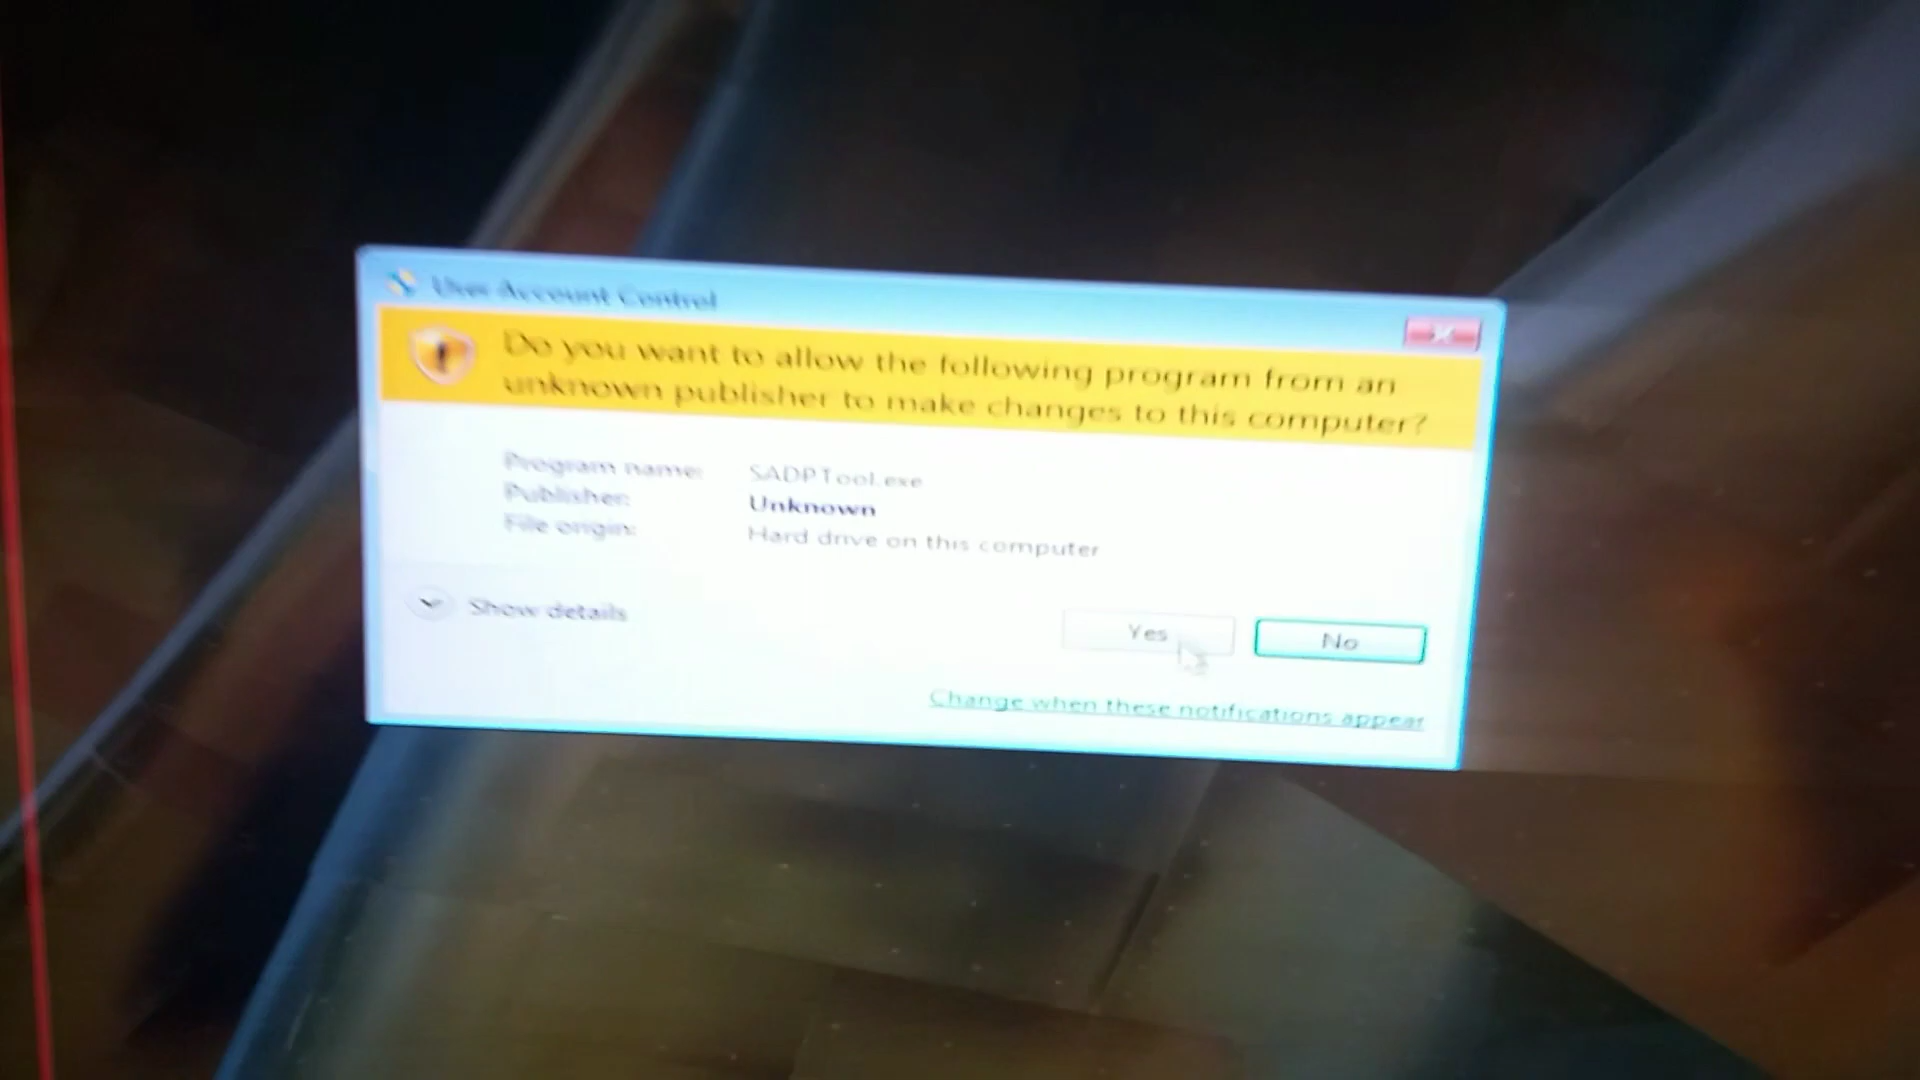 User Account Control
Do you want to allow the following program from an
unknown publisher to make changes to this computer?
Program name: SADPTool.exe
Publisher: Unknown
File origin: Hard drive on this computer
Show details
Yes
No
Change when these notifications appear